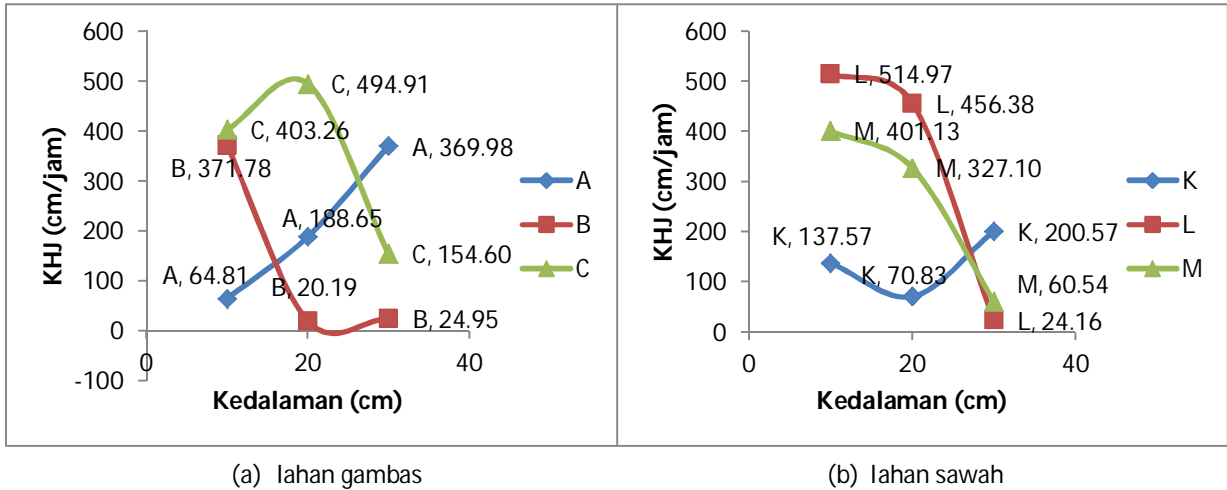 600
500
400
300
200
100
0
-100
0
20
40
KHJ (cm/jam)
Kedalaman (cm)
C, 494.91
C, 403.26
B, 371.78
A, 369.98
A, 188.65
C, 154.60
A, 64.81
B, 20.19
B, 24.95
A
B
C
(a) lahan gambas
600
500
400
300
200
100
0
0
20
40
KHJ (cm/jam)
Kedalaman (cm)
L, 514.97
L, 456.38
M, 401.13
M, 327.10
K, 137.57
K, 70.83
K, 200.57
M, 60.54
L, 24.16
K
L
M
(b) lahan sawah